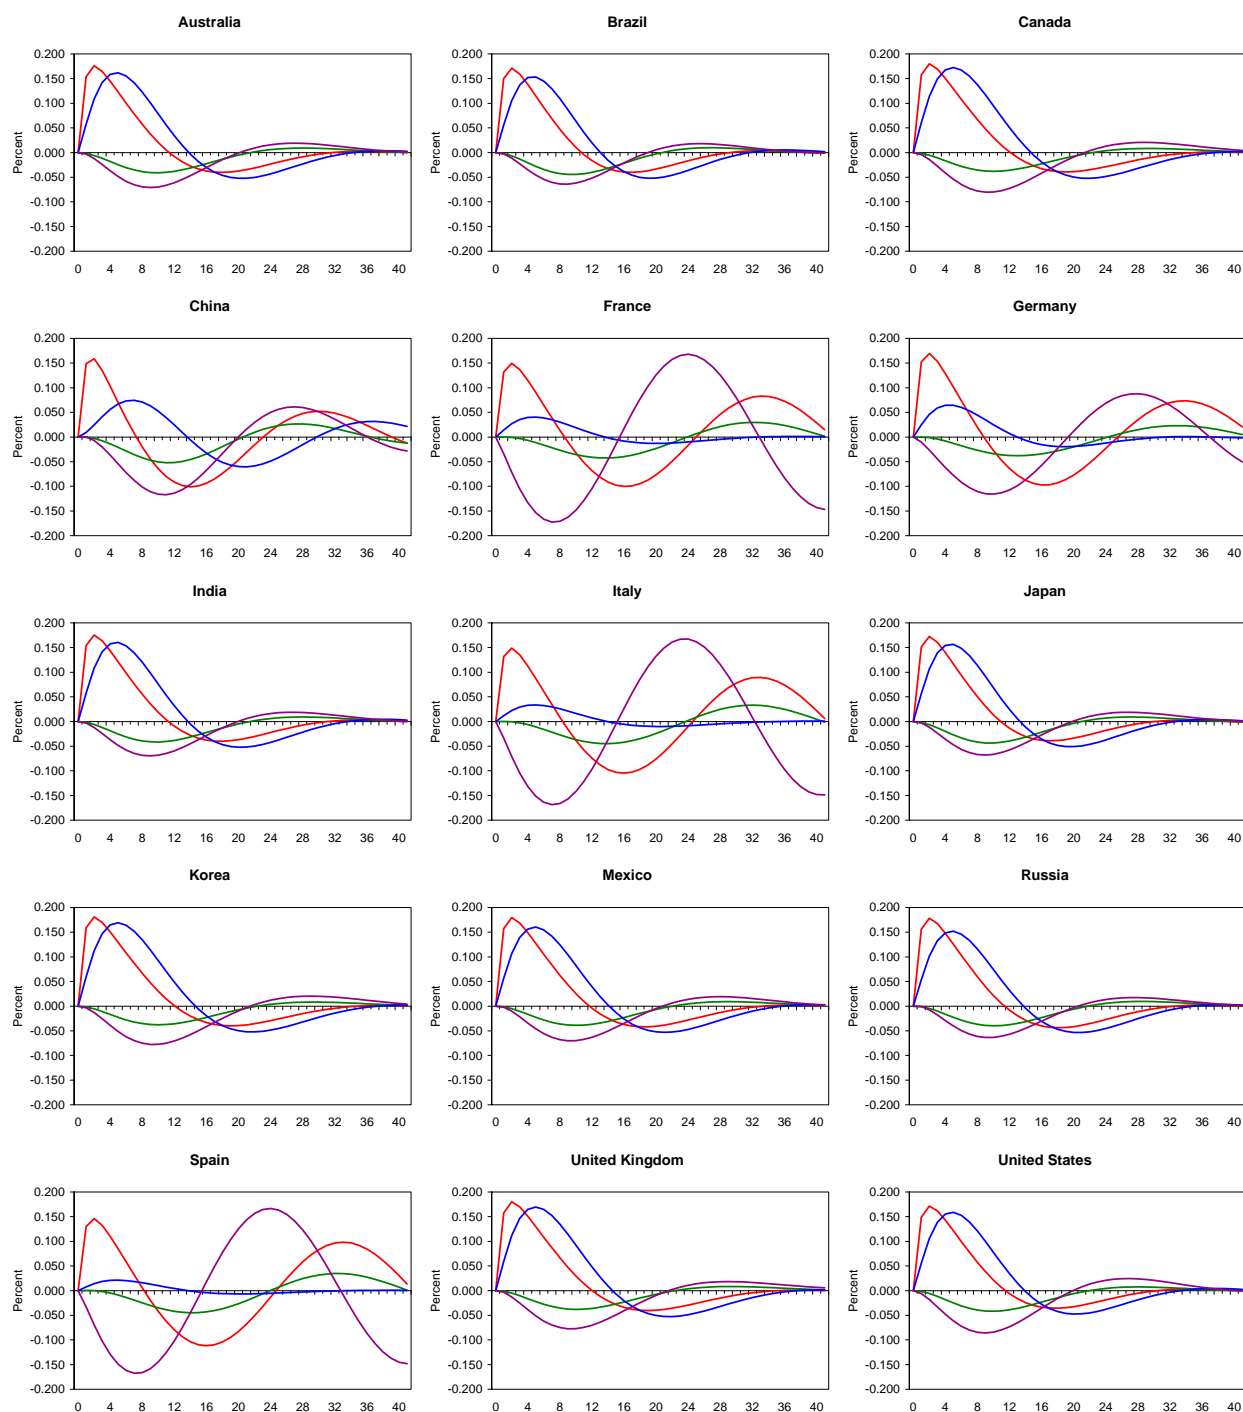 Australia Brazil Canada
0.200 0.200 0.200
0.150 0.150 0.150
0.100 0.100 0.100
0.050 0.050 0.050
0.000 0.000 0.000
-0.050 -0.050 -0.050
-0.100 -0.100 -0.100
-0.150 -0.150 -0.150
-0.200 -0.200 -0.200
Percent Percent Percent
0 4 8 12 16 20 24 28 32 36 40 0 4 8 12 16 20 24 28 32 36 40 0 4 8 12 16 20 24 28 32 36 40
China France Germany
0.200 0.200 0.200
0.150 0.150 0.150
0.100 0.100 0.100
0.050 0.050 0.050
0.000 0.000 0.000
-0.050 -0.050 -0.050
-0.100 -0.100 -0.100
-0.150 -0.150 -0.150
-0.200 -0.200 -0.200
Percent Percent Percent
0 4 8 12 16 20 24 28 32 36 40 0 4 8 12 16 20 24 28 32 36 40 0 4 8 12 16 20 24 28 32 36 40
India Italy Japan
0.200 0.200 0.200
0.150 0.150 0.150
0.100 0.100 0.100
0.050 0.050 0.050
0.000 0.000 0.000
-0.050 -0.050 -0.050
-0.100 -0.100 -0.100
-0.150 -0.150 -0.150
-0.200 -0.200 -0.200
Percent Percent Percent
0 4 8 12 16 20 24 28 32 36 40 0 4 8 12 16 20 24 28 32 36 40 0 4 8 12 16 20 24 28 32 36 40
Korea Mexico Russia
0.200 0.200 0.200
0.150 0.150 0.150
0.100 0.100 0.100
0.050 0.050 0.050
0.000 0.000 0.000
-0.050 -0.050 -0.050
-0.100 -0.100 -0.100
-0.150 -0.150 -0.150
-0.200 -0.200 -0.200
Percent Percent Percent
0 4 8 12 16 20 24 28 32 36 40 0 4 8 12 16 20 24 28 32 36 40 0 4 8 12 16 20 24 28 32 36 40
Spain United Kingdom United States
0.200 0.200 0.200
0.150 0.150 0.150
0.100 0.100 0.100
0.050 0.050 0.050
0.000 0.000 0.000
-0.050 -0.050 -0.050
-0.100 -0.100 -0.100
-0.150 -0.150 -0.150
-0.200 -0.200 -0.200
Percent Percent Percent
0 4 8 12 16 20 24 28 32 36 40 0 4 8 12 16 20 24 28 32 36 40 0 4 8 12 16 20 24 28 32 36 40